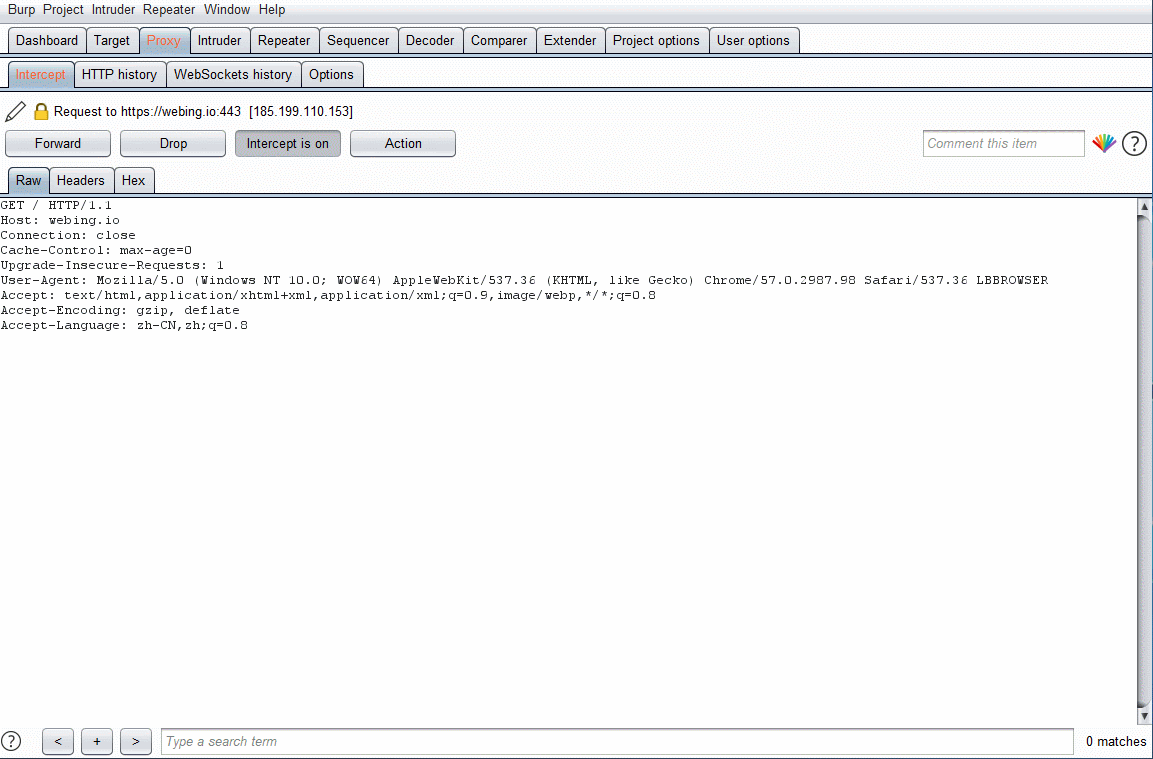 Burp Project Intruder Repeater Window Help
Dashboard Target Proxy Intruder Repeater Sequencer Decoder Comparer Extender Project options User options
Intercept HTTP history WebSockets history Options
Request to https://webing.io:443 [185.199.110.153]
Forward Drop Intercept is on Action Comment this item ?
Raw Headers Hex
GET / HTTP/1.1
Host: webing.io
Connection: close
Cache-Control: max-age=0
Upgrade-Insecure-Requests: 1
User-Agent: Mozilla/5.0 (Windows NT 10.0; WOW64) AppleWebKit/537.36 (KHTML, like Gecko) Chrome/57.0.2987.98 Safari/537.36 LBBROWSER
Accept: text/html,application/xhtml+xml,application/xml;q=0.9,image/webp,*/*;q=0.8
Accept-Encoding: gzip, deflate
Accept-Language: zh-CN,zh;q=0.8
? < + > Type a search term 0 matches